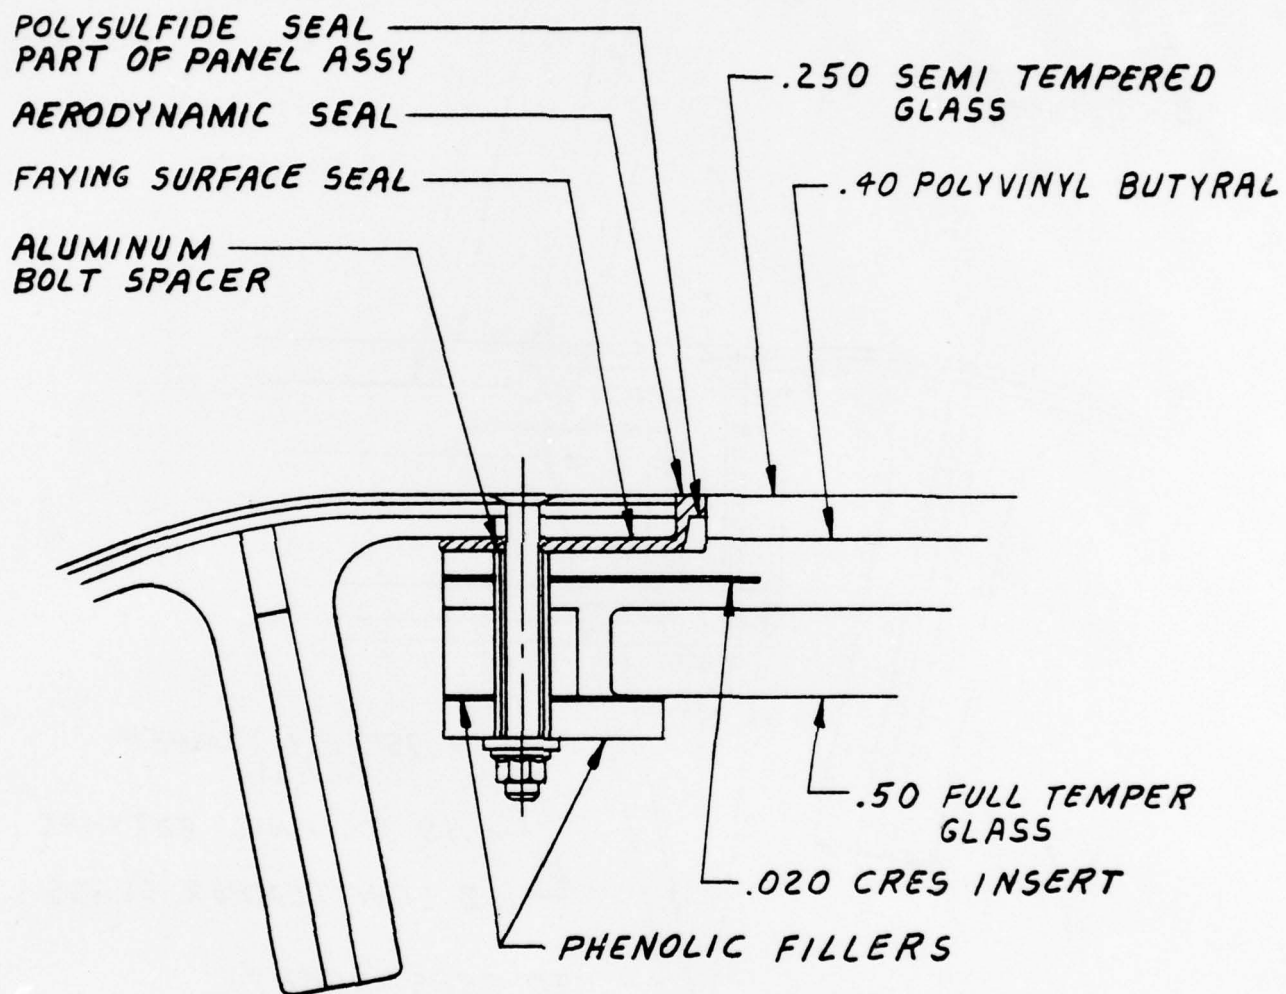 POLYSULFIDE SEAL
PART OF PANEL ASSY
AERODYNAMIC SEAL
FAYING SURFACE SEAL
ALUMINUM
BOLT SPACER
.250 SEMI TEMPERED
GLASS
.40 POLYVINYL BUTYRAL
.50 FULL TEMPER
GLASS
.020 CRES INSERT
PHENOLIC FILLERS